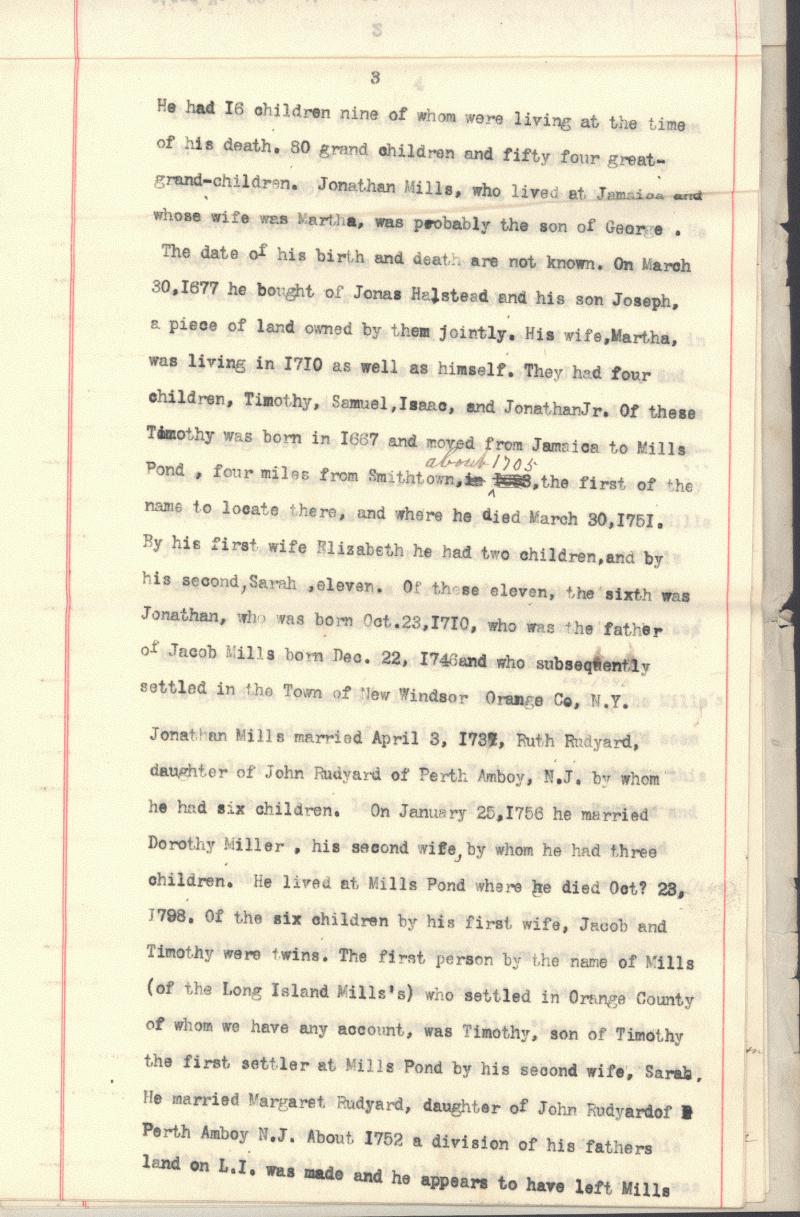 3
He had I6 children nine of whom were living at the time
of his death. 80 grand children and fifty four great-
grand-children. Jonathan Mills, who lived at Jamaica and
whose wife was Martha, was probably the son of George .
The date of his birth and death are not known. On March
30,I677 he bought of Jonas Halstead and his son Joseph,
a piece of land owned by them jointly. His wife,Martha,
was living in I7I0 as well as himself. They had four
children, Timothy, Samuel,Isaac, and JonathanJr. Of these
Timothy was born in I667 and moved from Jamaica to Mills
about 1705
Pond , four miles from Smithtown,in ,the first of the
name to locate there, and where he died March 30,I75I.
By his first wife Elizabeth he had two children,and by
his second,Sarah ,eleven. Of these eleven, the sixth was
Jonathan, who was born Oct.23,I7I0, who was the father
of Jacob Mills born Dec. 22, I746and who subsequently
settled in the Town of New Windsor Orange Co, N.Y.
Jonathan Mills married April 3, I737, Ruth Rudyard,
daughter of John Rudyard of Perth Amboy, N.J. by whom
he had six children. On January 25,I756 he married
Dorothy Miller , his second wife, by whom he had three
children. He lived at Mills Pond where he died Oct? 23,
I798. Of the six children by his first wife, Jacob and
Timothy were twins. The first person by the name of Mills
(of the Long Island Mills's) who settled in Orange County
of whom we have any account, was Timothy, son of Timothy
the first settler at Mills Pond by his second wife, Sarah.
He married Margaret Rudyard, daughter of John Rudyardof
Perth Amboy N.J. About I752 a division of his fathers
land on L.I. was made and he appears to have left Mills